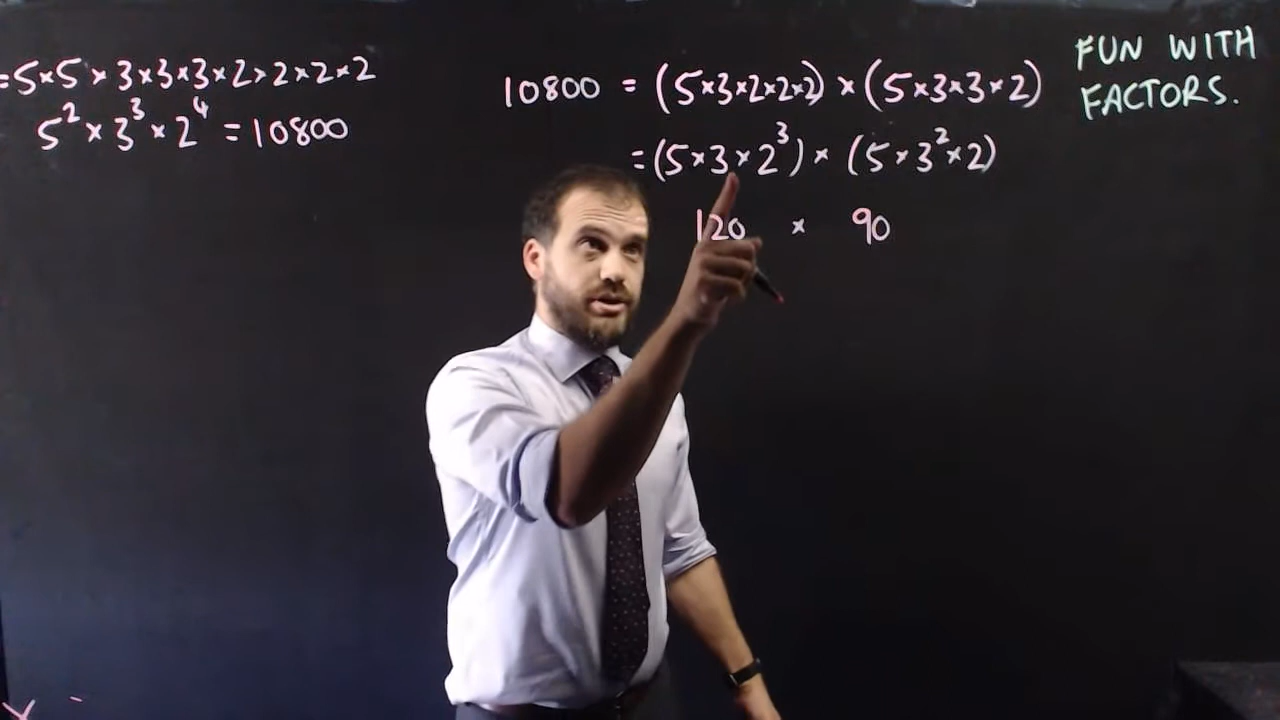 =5×5×3×3×3×2×2×2×2
5²×3³×2⁴=10800
10800 = (5×3×2×2×2)×(5×3×3×2)
=(5×3×2³)×(5×3²×2)
120 × 90
FUN WITH
FACTORS.